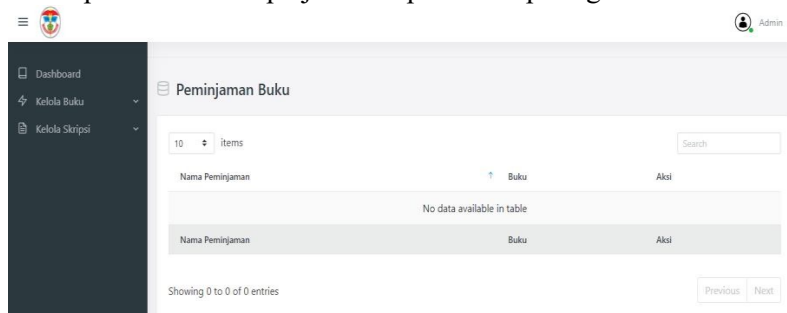 Admin
Dashboard
Kelola Buku
Kelola Skripsi
Peminjaman Buku
10 items
Search
Nama Peminjaman Buku Aksi
No data available in table
Nama Peminjaman Buku Aksi
Showing 0 to 0 of 0 entries
Previous Next